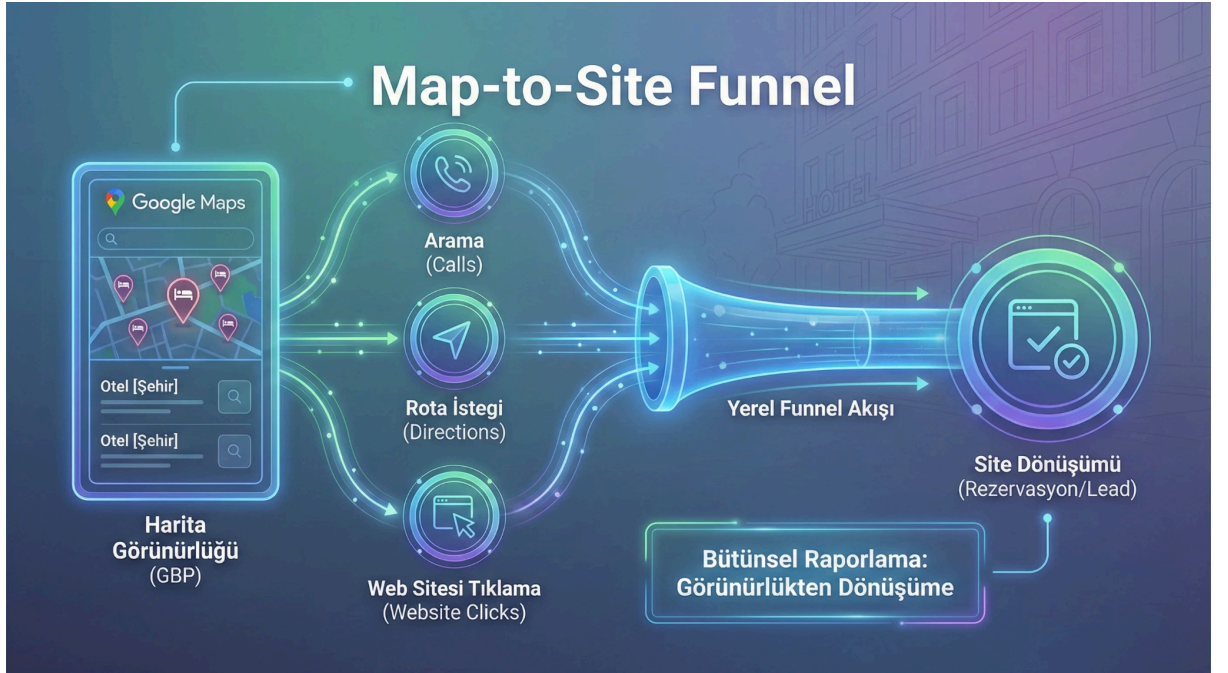 Map-to-Site Funnel
Google Maps
Otel [Şehir]
Otel [Şehir]
Harita
Görünürlüğü
(GBP)
Arama
(Calls)
Rota İstegi
(Directions)
Web Sitesi Tıklama
(Website Clicks)
Yerel Funnel Akışı
HOTEL
Site Dönüşümü
(Rezervasyon/Lead)
Bütünsel Raporlama:
Görünürlükten Dönüşüme